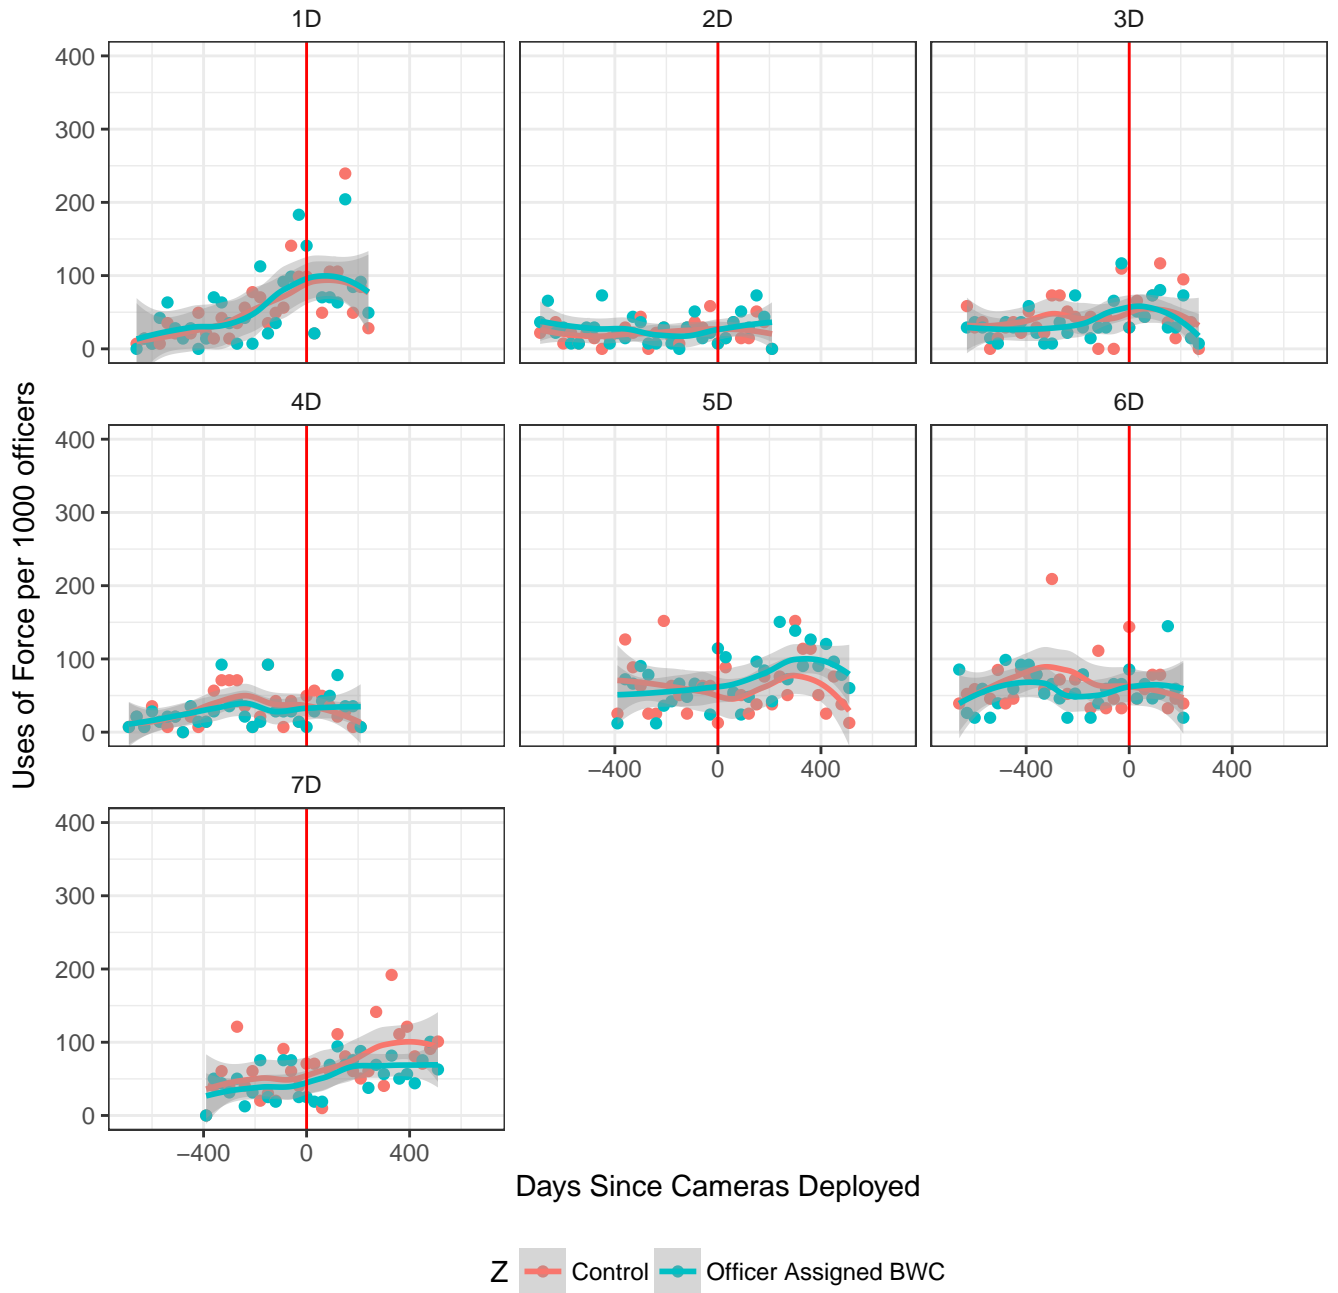 1D 2D 3D
400
300
200
100
0
4D 5D 6D
400
300
200
100
0
−400 0 400 −400 0 400
7D
400
300
200
100
0
−400 0 400
Uses of Force per 1000 officers
Days Since Cameras Deployed
Z Control Officer Assigned BWC